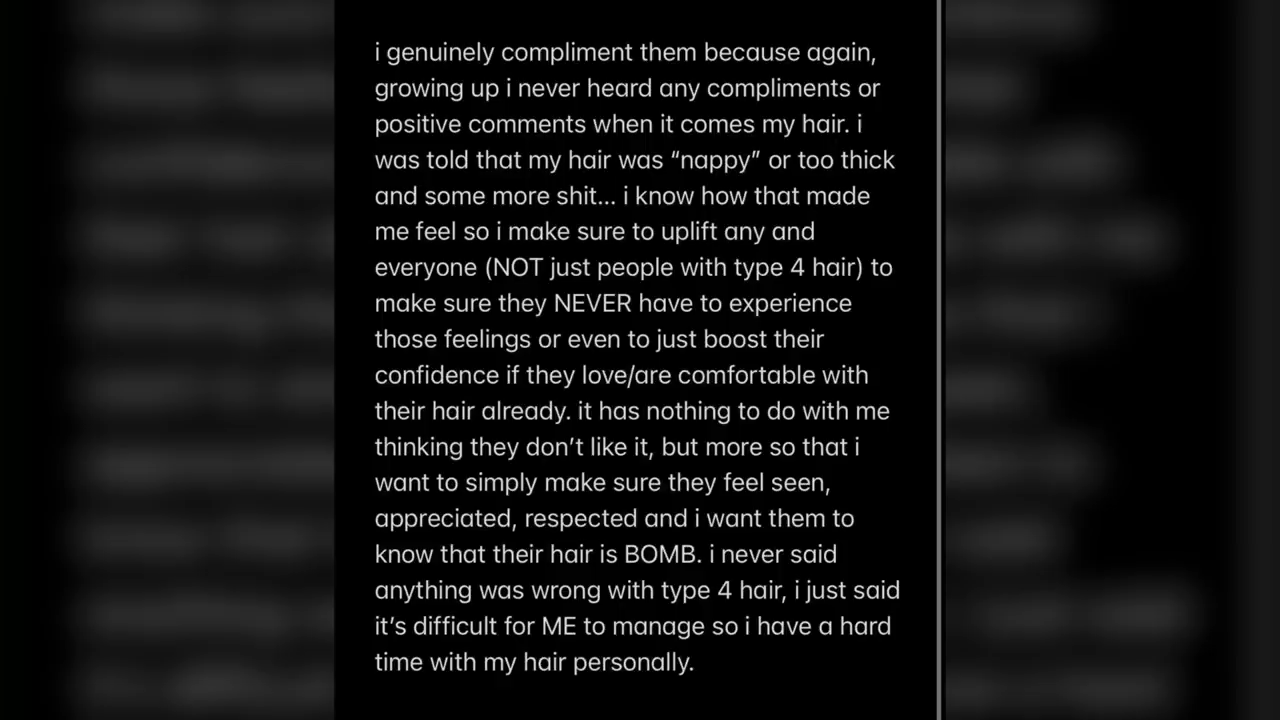 i genuinely compliment them because again,
growing up i never heard any compliments or
positive comments when it comes my hair. i
was told that my hair was “nappy” or too thick
and some more shit... i know how that made
me feel so i make sure to uplift any and
everyone (NOT just people with type 4 hair) to
make sure they NEVER have to experience
those feelings or even to just boost their
confidence if they love/are comfortable with
their hair already. it has nothing to do with me
thinking they don’t like it, but more so that i
want to simply make sure they feel seen,
appreciated, respected and i want them to
know that their hair is BOMB. i never said
anything was wrong with type 4 hair, i just said
it’s difficult for ME to manage so i have a hard
time with my hair personally.